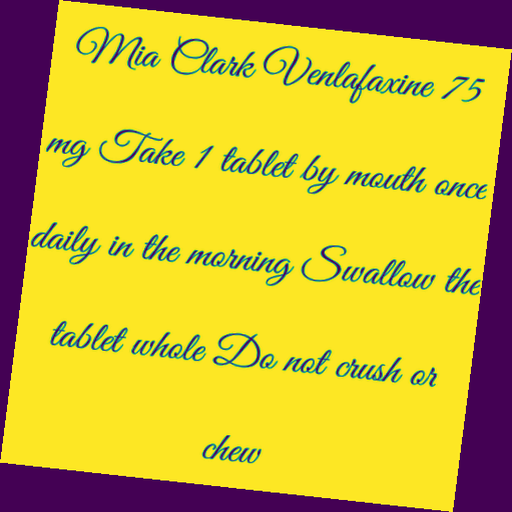 Mia Clark Venlafaxine 75
mg Take 1 tablet by mouth once
daily in the morning Swallow the
tablet whole Do not crush or
chew